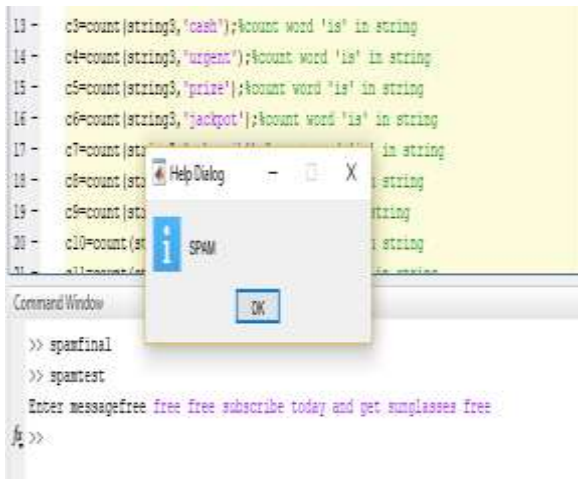 13 - c3=count(string3,'cash');%count word 'is' in string
14 - c4=count(string3,'urgent');%count word 'is' in string
15 - c5=count(string3,'prize');%count word 'is' in string
16 - c6=count(string3,'jackpot');%count word 'is' in string
17 - c7=count(st in string
18 - c8=count(st string
19 - c9=count(st string
20 - c10=count(st string
Help Dialog
SPAM
OK
Command Window
>> spamfinal
>> spamtest
Enter messagefree free free subscribe today and get sunglasses free
fx >>